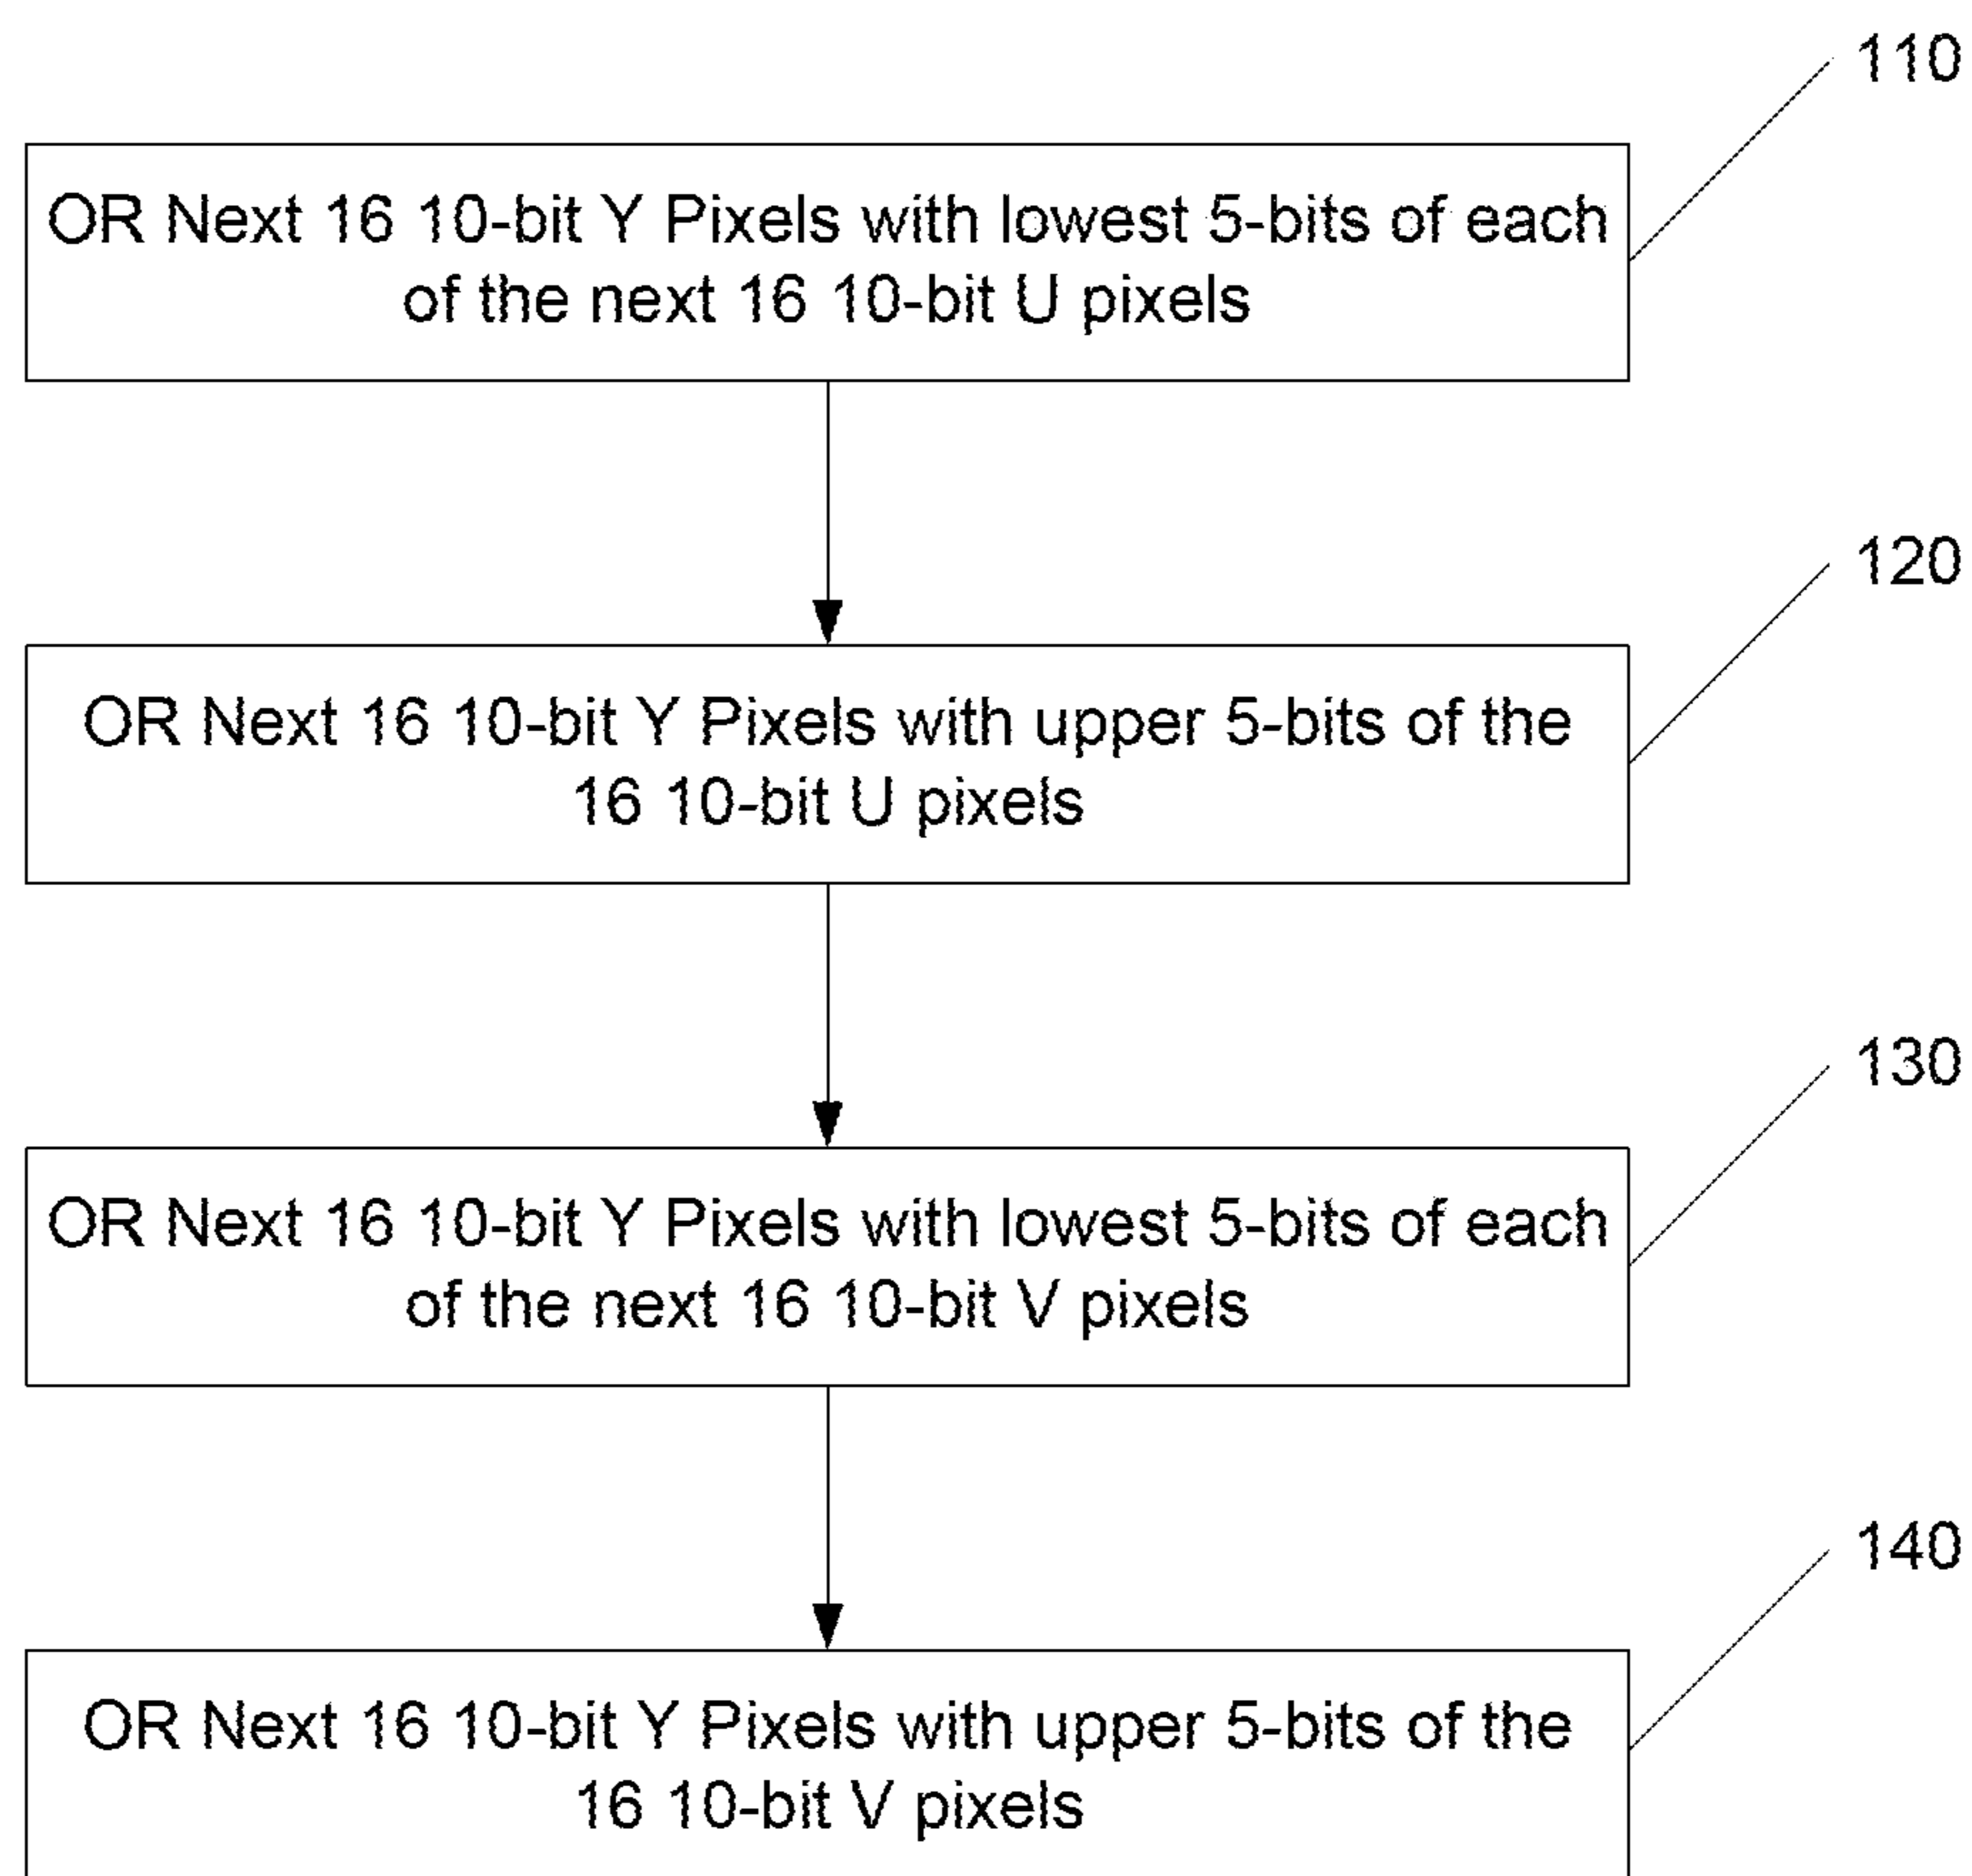 110
OR Next 16 10-bit Y Pixels with lowest 5-bits of each
of the next 16 10-bit U pixels
120
OR Next 16 10-bit Y Pixels with upper 5-bits of the
16 10-bit U pixels
130
OR Next 16 10-bit Y Pixels with lowest 5-bits of each
of the next 16 10-bit V pixels
140
OR Next 16 10-bit Y Pixels with upper 5-bits of the
16 10-bit V pixels